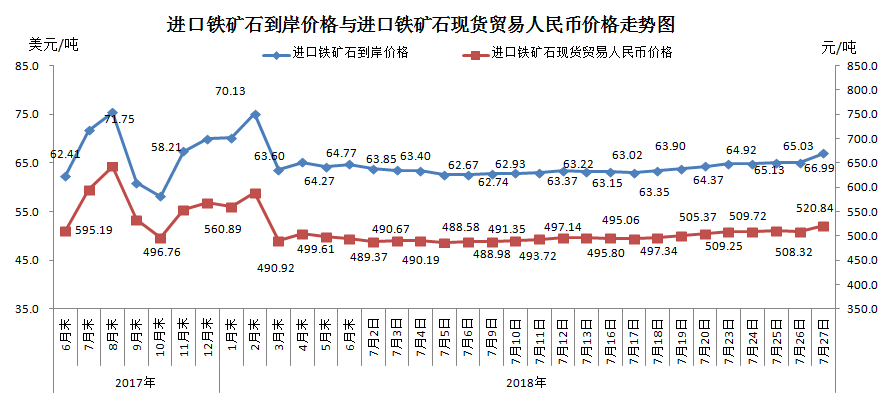 进口铁矿石到岸价格与进口铁矿石现货贸易人民币价格走势图
美元/吨
元/吨
进口铁矿石到岸价格
进口铁矿石现货贸易人民币价格
85.0
75.0
65.0
55.0
45.0
35.0
850.0
800.0
750.0
700.0
650.0
600.0
550.0
500.0
450.0
400.0
350.0
62.41
71.75
58.21
70.13
63.60
64.27
64.77
63.85
63.40
62.67
62.74
62.93
63.37
63.22
63.15
63.02
63.35
63.90
64.37
64.92
65.13
65.03
66.99
595.19
496.76
560.89
490.92
499.61
489.37
490.67
490.19
488.58
488.98
491.35
493.72
497.14
495.80
495.06
497.34
505.37
509.25
509.72
508.32
520.84
6月末
7月末
8月末
9月末
10月末
11月末
12月末
1月末
2月末
3月末
4月末
5月末
6月末
7月2日
7月3日
7月4日
7月5日
7月6日
7月9日
7月10日
7月11日
7月12日
7月13日
7月16日
7月17日
7月18日
7月19日
7月20日
7月23日
7月24日
7月25日
7月26日
7月27日
2017年
2018年